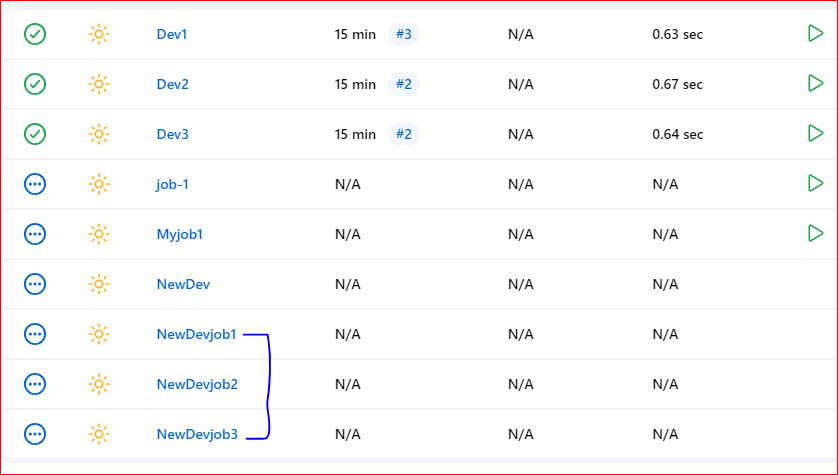 Dev1 15 min #3 N/A 0.63 sec
Dev2 15 min #2 N/A 0.67 sec
Dev3 15 min #2 N/A 0.64 sec
job-1 N/A N/A N/A
Myjob1 N/A N/A N/A
NewDev N/A N/A N/A
NewDevjob1 N/A N/A N/A
NewDevjob2 N/A N/A N/A
NewDevjob3 N/A N/A N/A